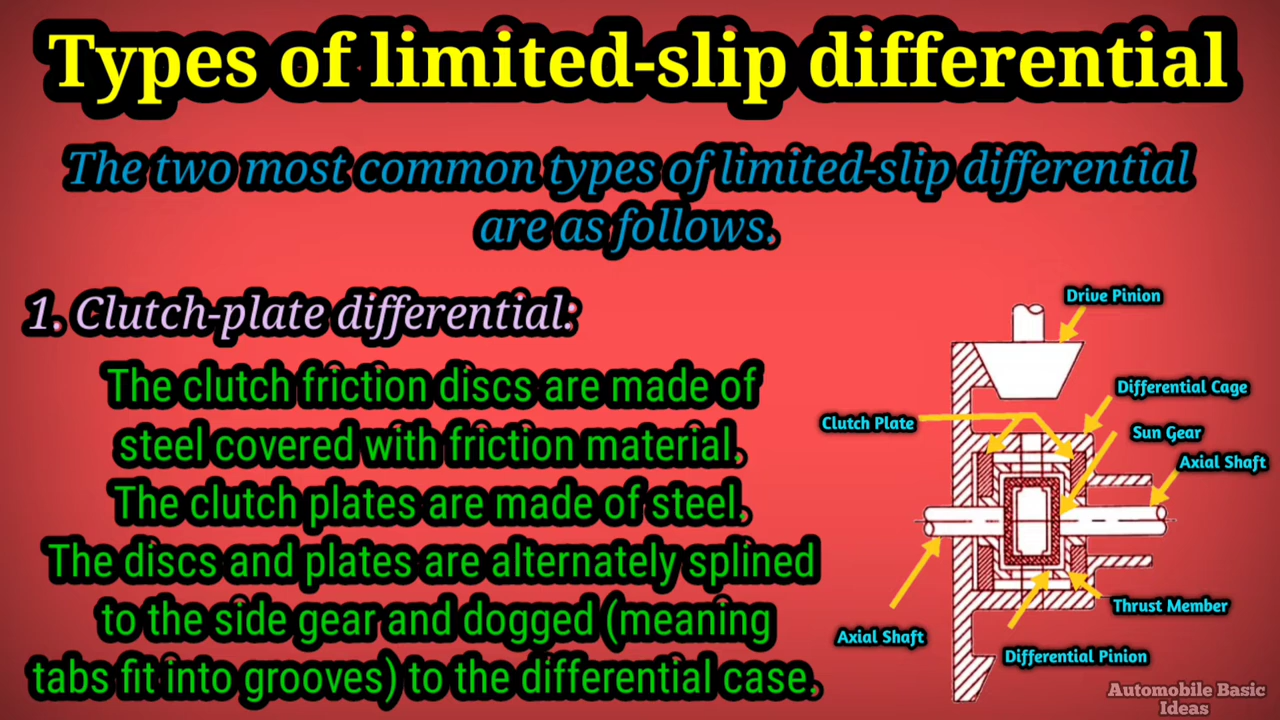 Types of limited-slip differential
The two most common types of limited-slip differential
are as follows.
1. Clutch-plate differential:
The clutch friction discs are made of
steel covered with friction material.
The clutch plates are made of steel.
The discs and plates are alternately splined
to the side gear and dogged (meaning
tabs fit into grooves) to the differential case.
Drive Pinion
Differential Cage
Clutch Plate
Sun Gear
Axial Shaft
Thrust Member
Axial Shaft
Differential Pinion
Automobile Basic
Ideas